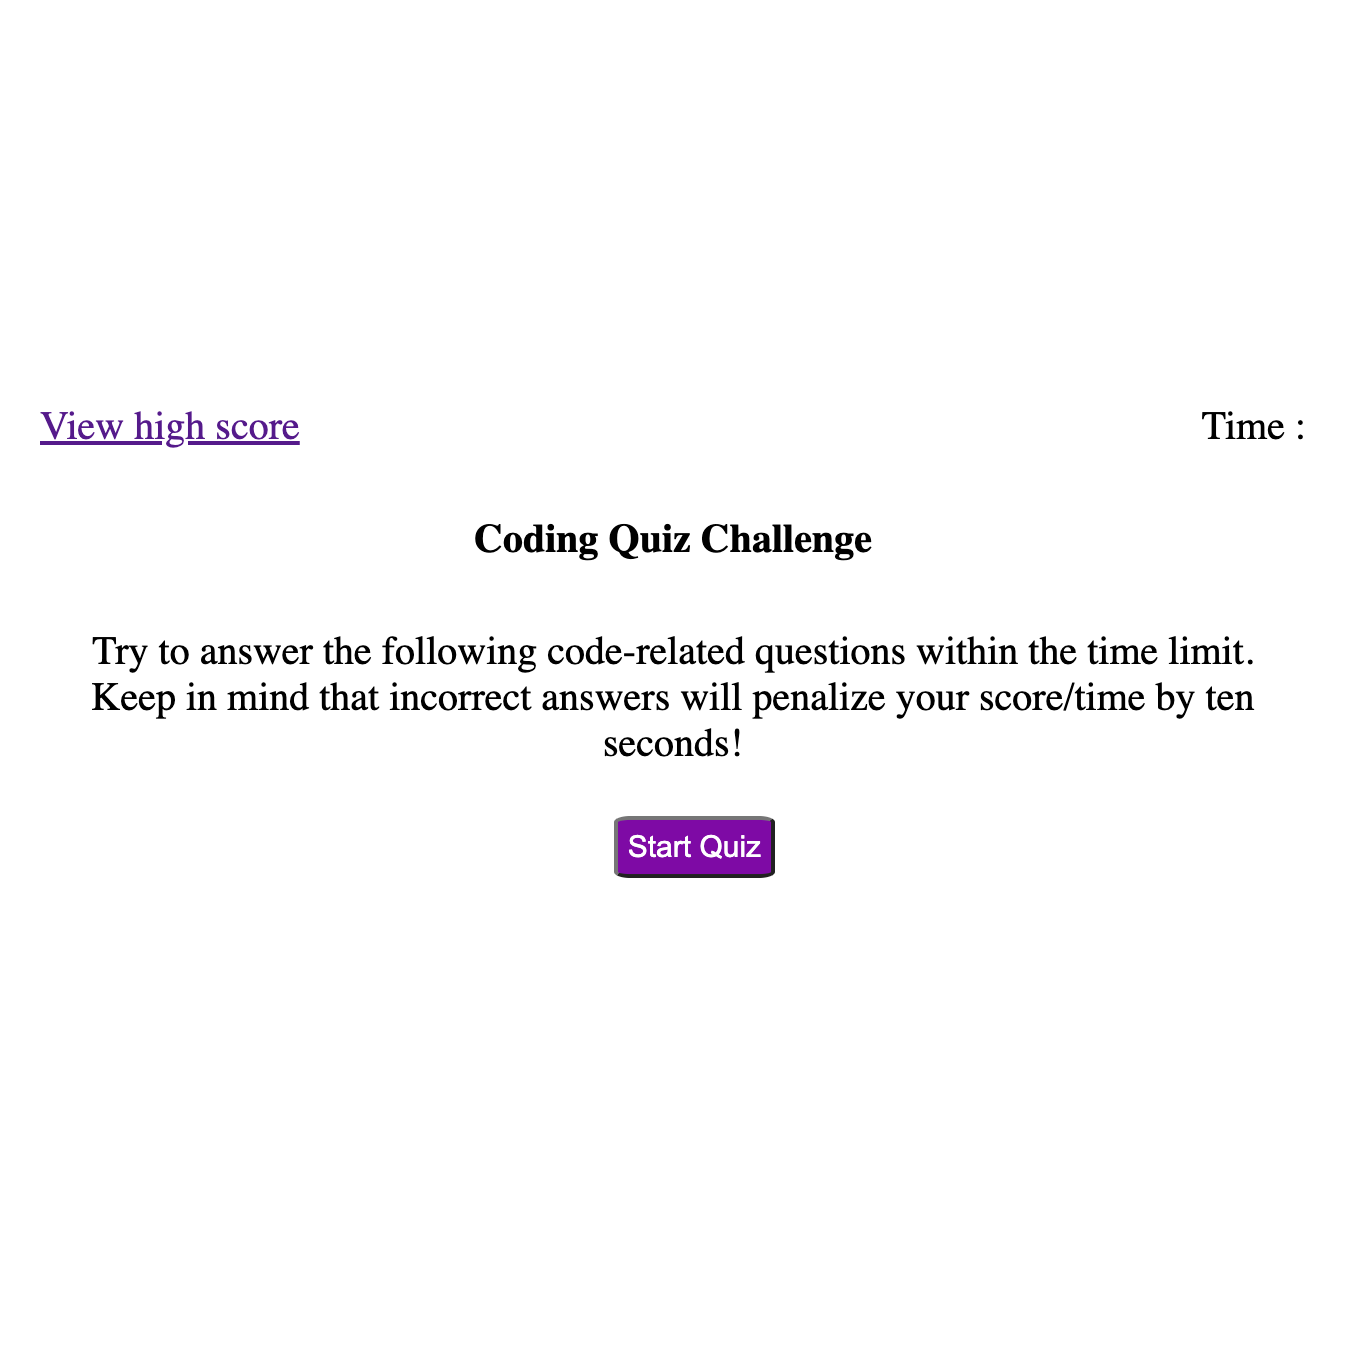 View high score
Time :
Coding Quiz Challenge
Try to answer the following code-related questions within the time limit.
Keep in mind that incorrect answers will penalize your score/time by ten
seconds!
Start Quiz